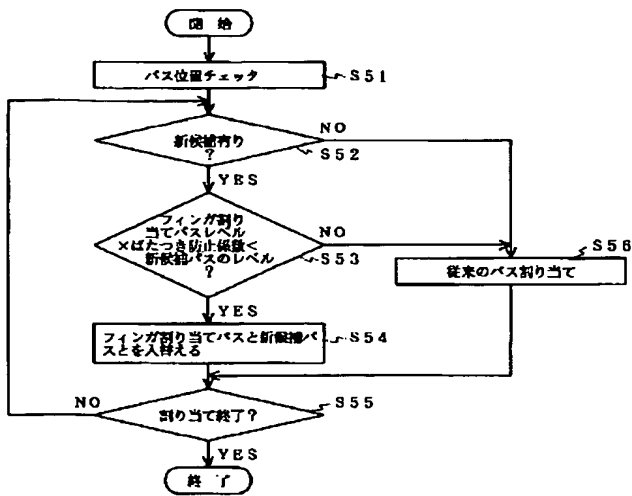 開始
パス位置チェック
S51
新候補有り
?
NO
S52
YES
フィンガ割り
当てパスレベル
×ばたつき防止係数<
新候補パスのレベル
?
NO
S53
YES
S56
従来のパス割り当て
フィンガ割り当てパスと新候補パ
スとを入替える
S54
NO
割り当て終了?
S55
YES
終了